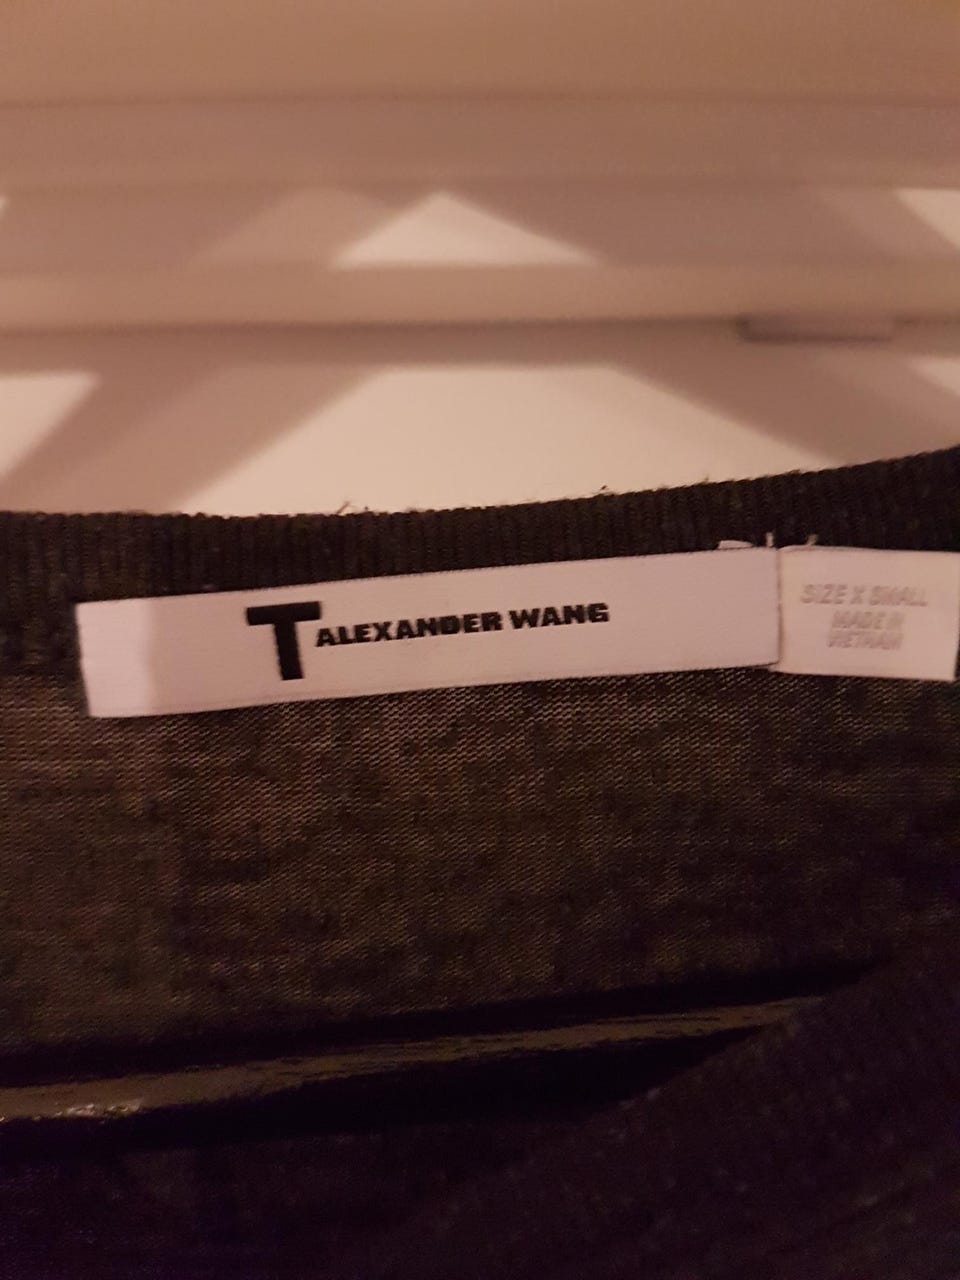 T ALEXANDER WANG
SIZE X SMALL
MADE IN
VIETNAM